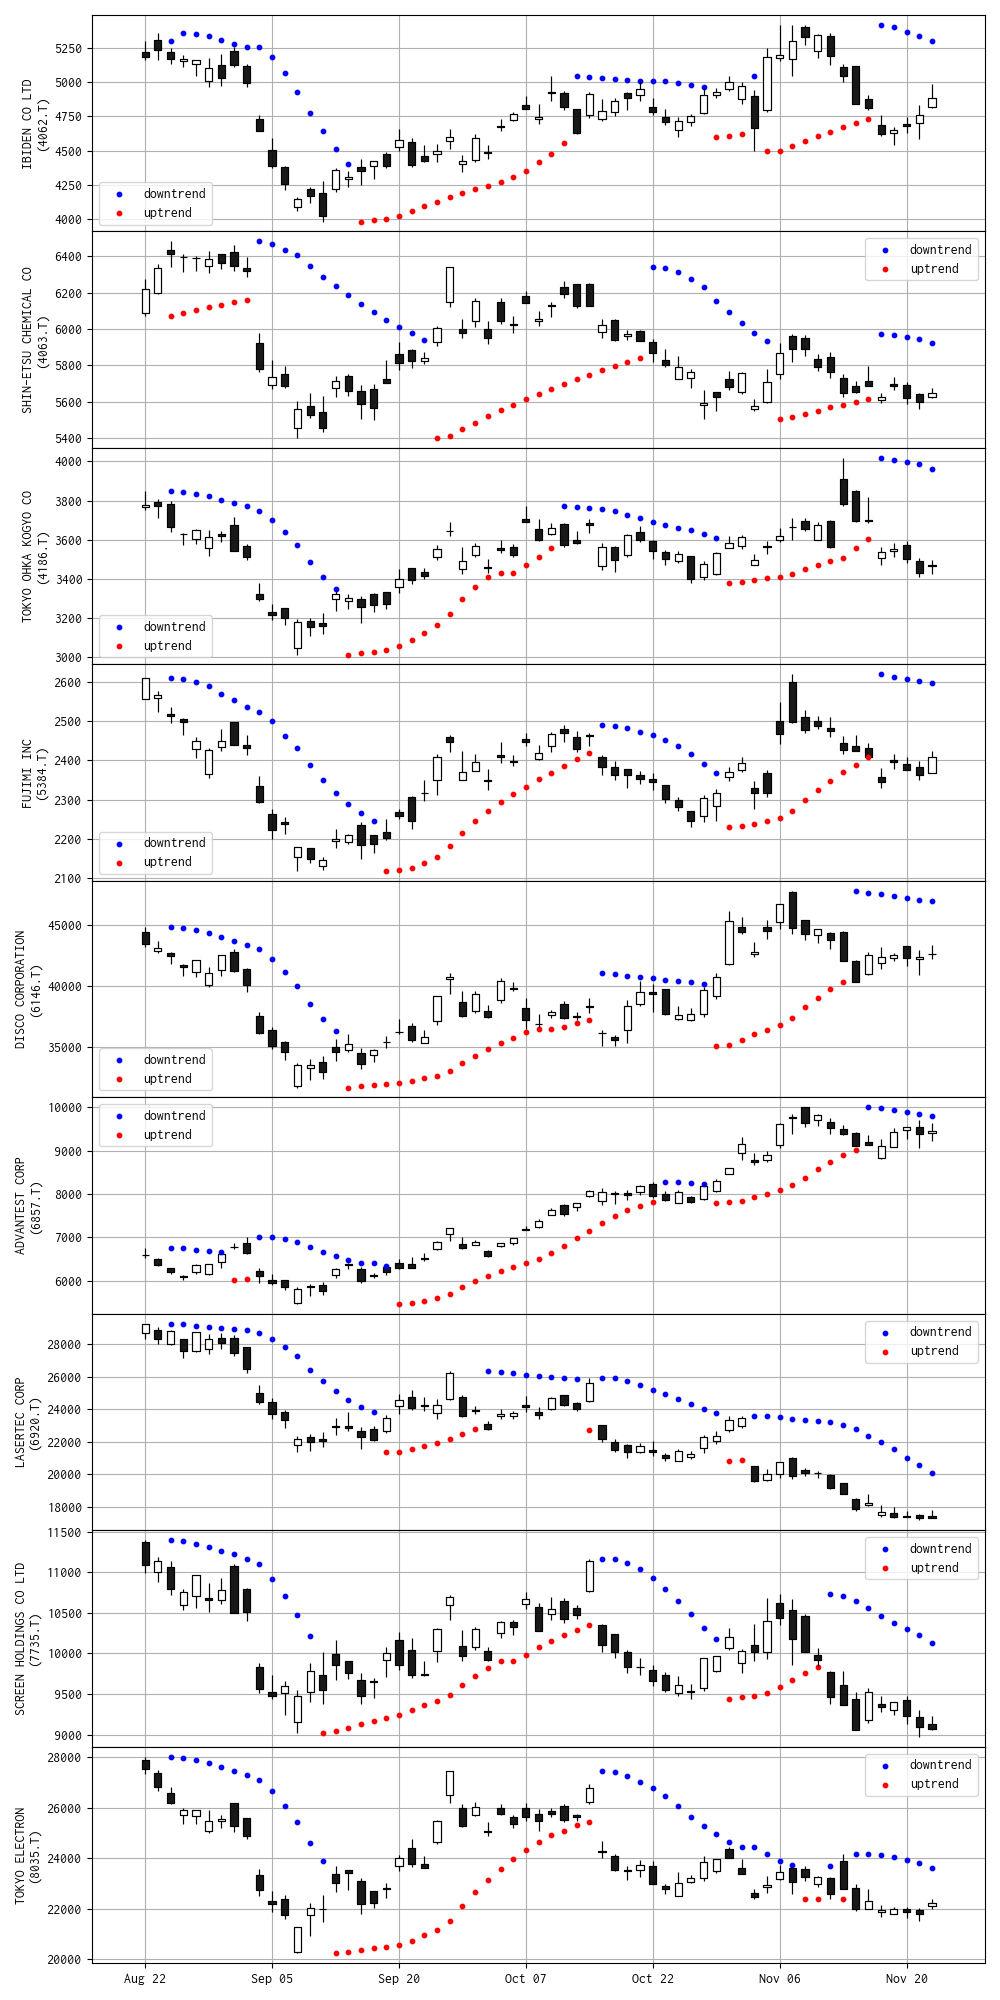 IBIDEN CO LTD
(4062.T)
5250
5000
4750
4500
4250
4000
downtrend
uptrend
SHIN-ETSU CHEMICAL CO
(4063.T)
6400
6200
6000
5800
5600
5400
downtrend
uptrend
TOKYO OHKA KOGYO CO
(4186.T)
4000
3800
3600
3400
3200
3000
downtrend
uptrend
FUJIMI INC
(5384.T)
2600
2500
2400
2300
2200
2100
downtrend
uptrend
DISCO CORPORATION
(6146.T)
45000
40000
35000
downtrend
uptrend
ADVANTEST CORP
(6857.T)
10000
9000
8000
7000
6000
downtrend
uptrend
LASERTEC CORP
(6920.T)
28000
26000
24000
22000
20000
18000
downtrend
uptrend
SCREEN HOLDINGS CO LTD
(7735.T)
11500
11000
10500
10000
9500
9000
downtrend
uptrend
TOKYO ELECTRON
(8035.T)
28000
26000
24000
22000
20000
downtrend
uptrend
Aug 22 Sep 05 Sep 20 Oct 07 Oct 22 Nov 06 Nov 20